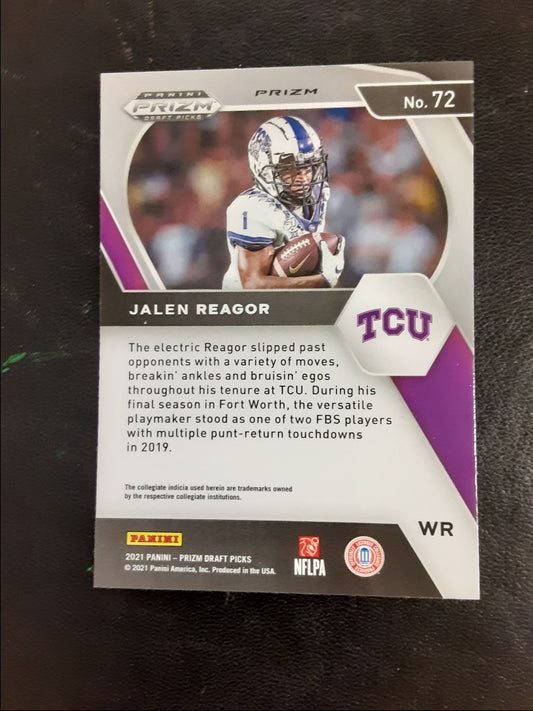 PANINI
PRIZM
DRAFT PICKS
PRIZM
No. 72
1
JALEN REAGOR
TCU
The electric Reagor slipped past
opponents with a variety of moves,
breakin' ankles and bruisin' egos
throughout his tenure at TCU. During his
final season in Fort Worth, the versatile
playmaker stood as one of two FBS players
with multiple punt-return touchdowns
in 2019.
The collegiate indicia used herein are trademarks owned
by the respective collegiate institutions.
WR
PANINI
2021 PANINI – PRIZM DRAFT PICKS
© 2021 Panini America, Inc. Produced in the USA.
NFLPA